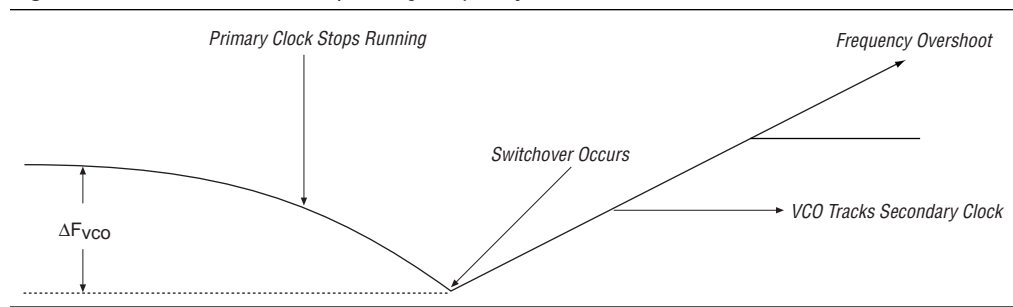 Primary Clock Stops Running
Frequency Overshoot
Switchover Occurs
VCO Tracks Secondary Clock
ΔFVCO